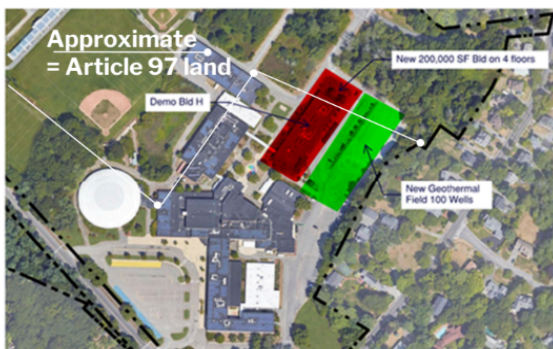 Approximate
= Article 97 land
New 200,000 SF Bld on 4 floors
Demo Bld H
New Geothermal
Field 100 Wells